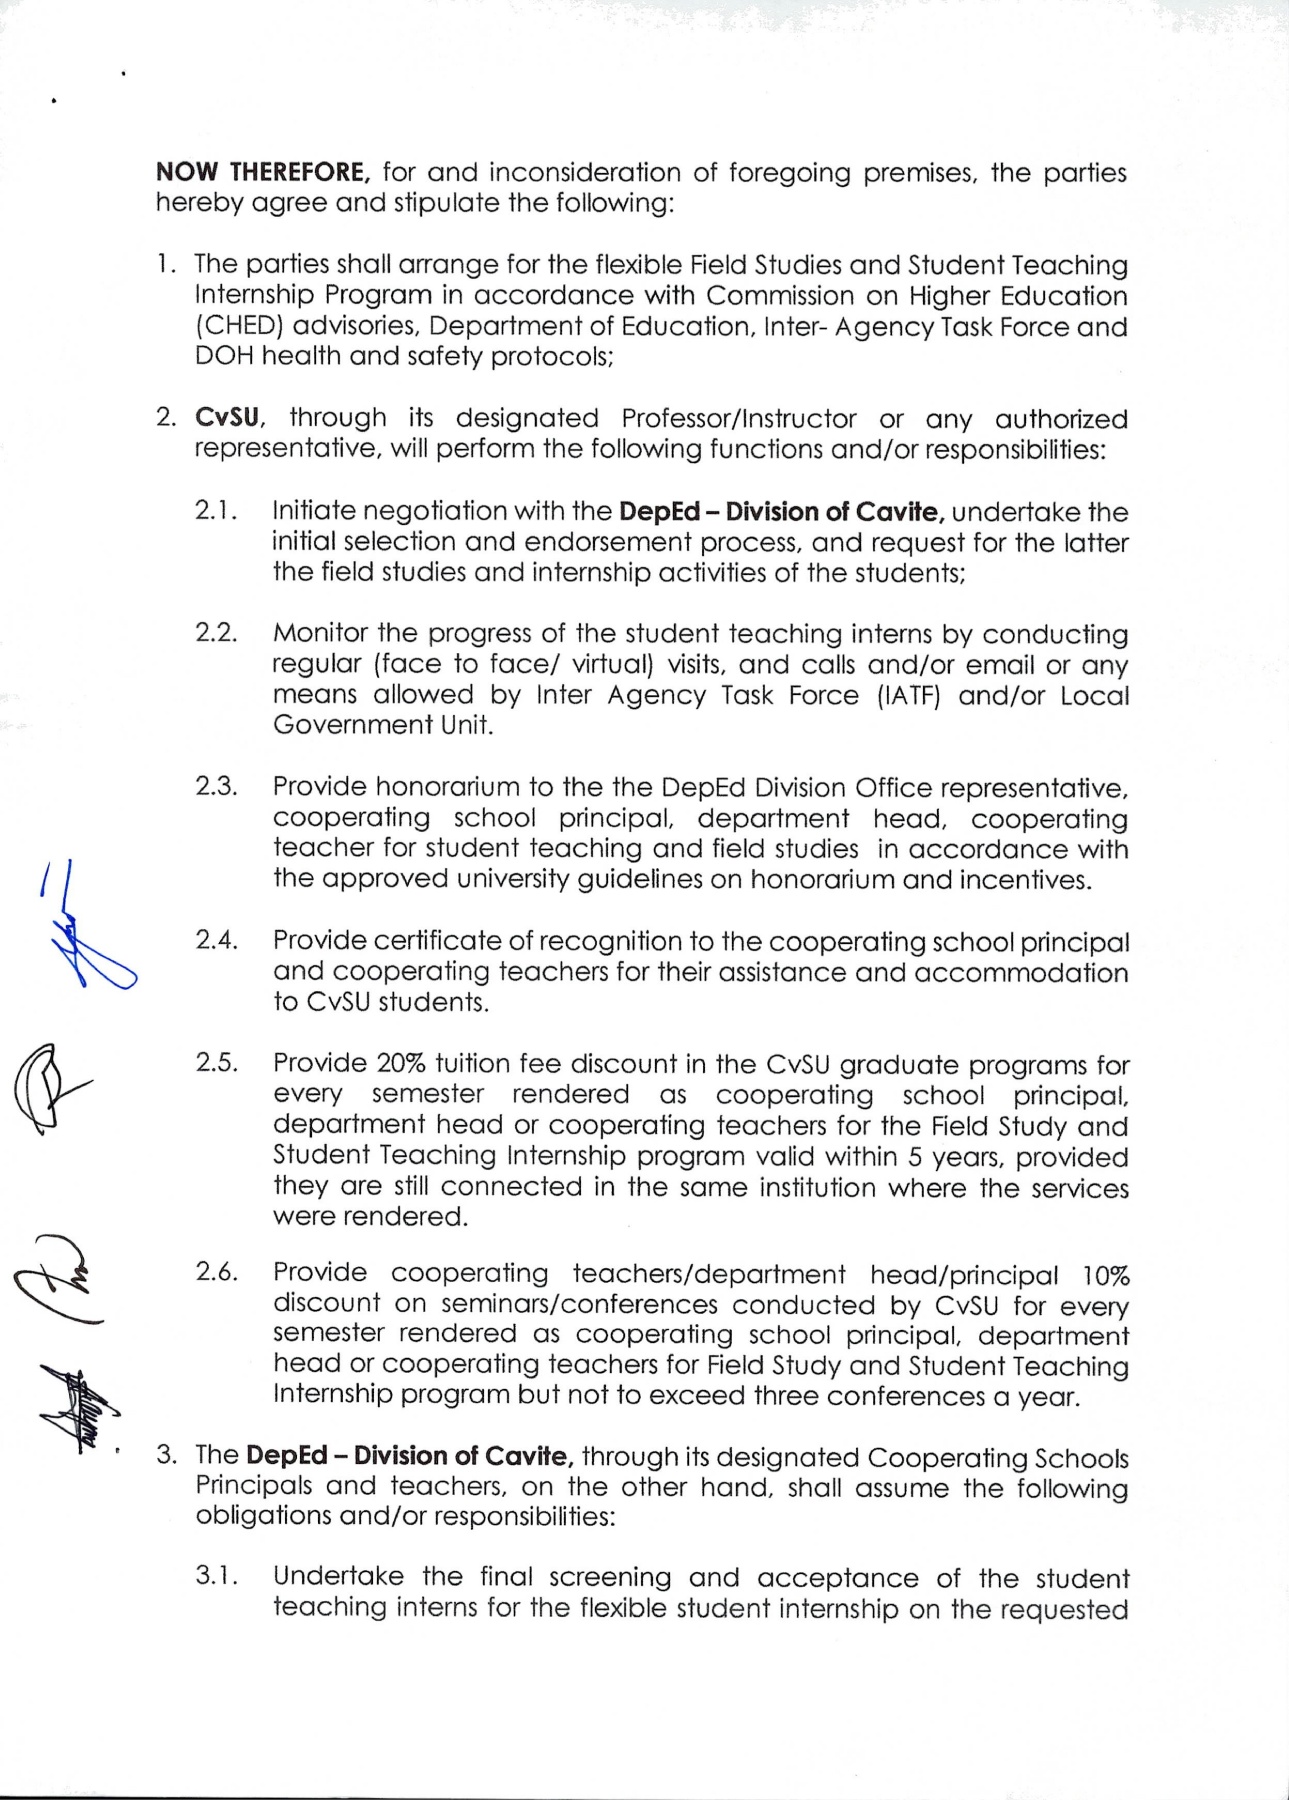 NOW THEREFORE, for and inconsideration of foregoing premises, the parties
hereby agree and stipulate the following:
1. The parties shall arrange for the flexible Field Studies and Student Teaching
Internship Program in accordance with Commission on Higher Education
(CHED) advisories, Department of Education, Inter- Agency Task Force and
DOH health and safety protocols;
2. CvSU, through its designated Professor/Instructor or any authorized
representative, will perform the following functions and/or responsibilities:
2.1. Initiate negotiation with the DepEd – Division of Cavite, undertake the
initial selection and endorsement process, and request for the latter
the field studies and internship activities of the students;
2.2. Monitor the progress of the student teaching interns by conducting
regular (face to face/ virtual) visits, and calls and/or email or any
means allowed by Inter Agency Task Force (IATF) and/or Local
Government Unit.
2.3. Provide honorarium to the the DepEd Division Office representative,
cooperating school principal, department head, cooperating
teacher for student teaching and field studies in accordance with
the approved university guidelines on honorarium and incentives.
2.4. Provide certificate of recognition to the cooperating school principal
and cooperating teachers for their assistance and accommodation
to CvSU students.
2.5. Provide 20% tuition fee discount in the CvSU graduate programs for
every semester rendered as cooperating school principal,
department head or cooperating teachers for the Field Study and
Student Teaching Internship program valid within 5 years, provided
they are still connected in the same institution where the services
were rendered.
2.6. Provide cooperating teachers/department head/principal 10%
discount on seminars/conferences conducted by CvSU for every
semester rendered as cooperating school principal, department
head or cooperating teachers for Field Study and Student Teaching
Internship program but not to exceed three conferences a year.
3. The DepEd – Division of Cavite, through its designated Cooperating Schools
Principals and teachers, on the other hand, shall assume the following
obligations and/or responsibilities:
3.1. Undertake the final screening and acceptance of the student
teaching interns for the flexible student internship on the requested